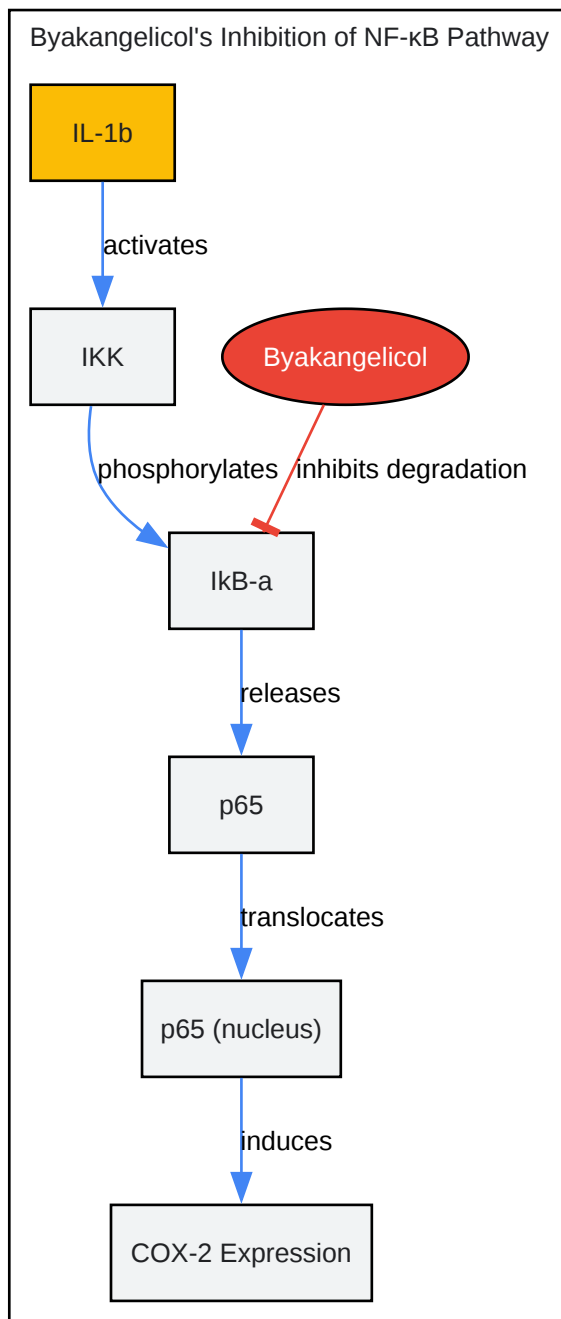 Byakangelicol's Inhibition of NF-κB Pathway
IL-1b
activates
IKK
Byakangelicol
phosphorylates
inhibits degradation
IkB-a
releases
p65
translocates
p65 (nucleus)
induces
COX-2 Expression